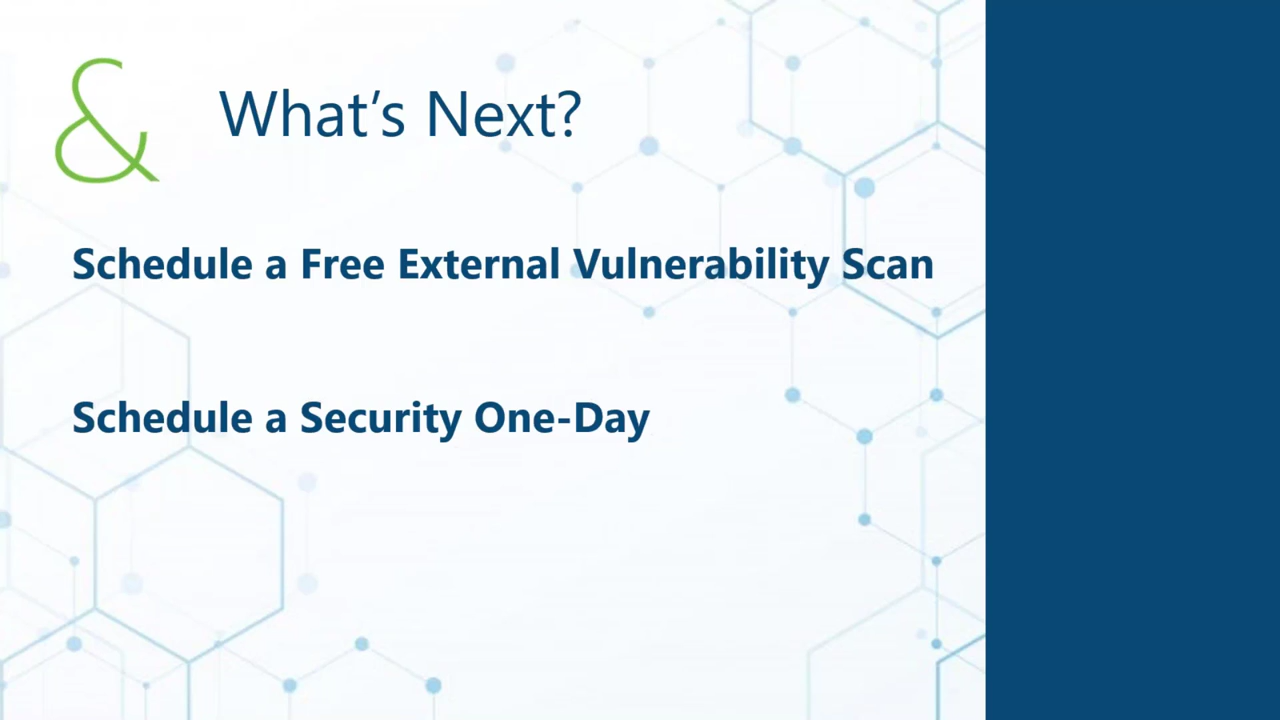 & What’s Next?
Schedule a Free External Vulnerability Scan
Schedule a Security One-Day